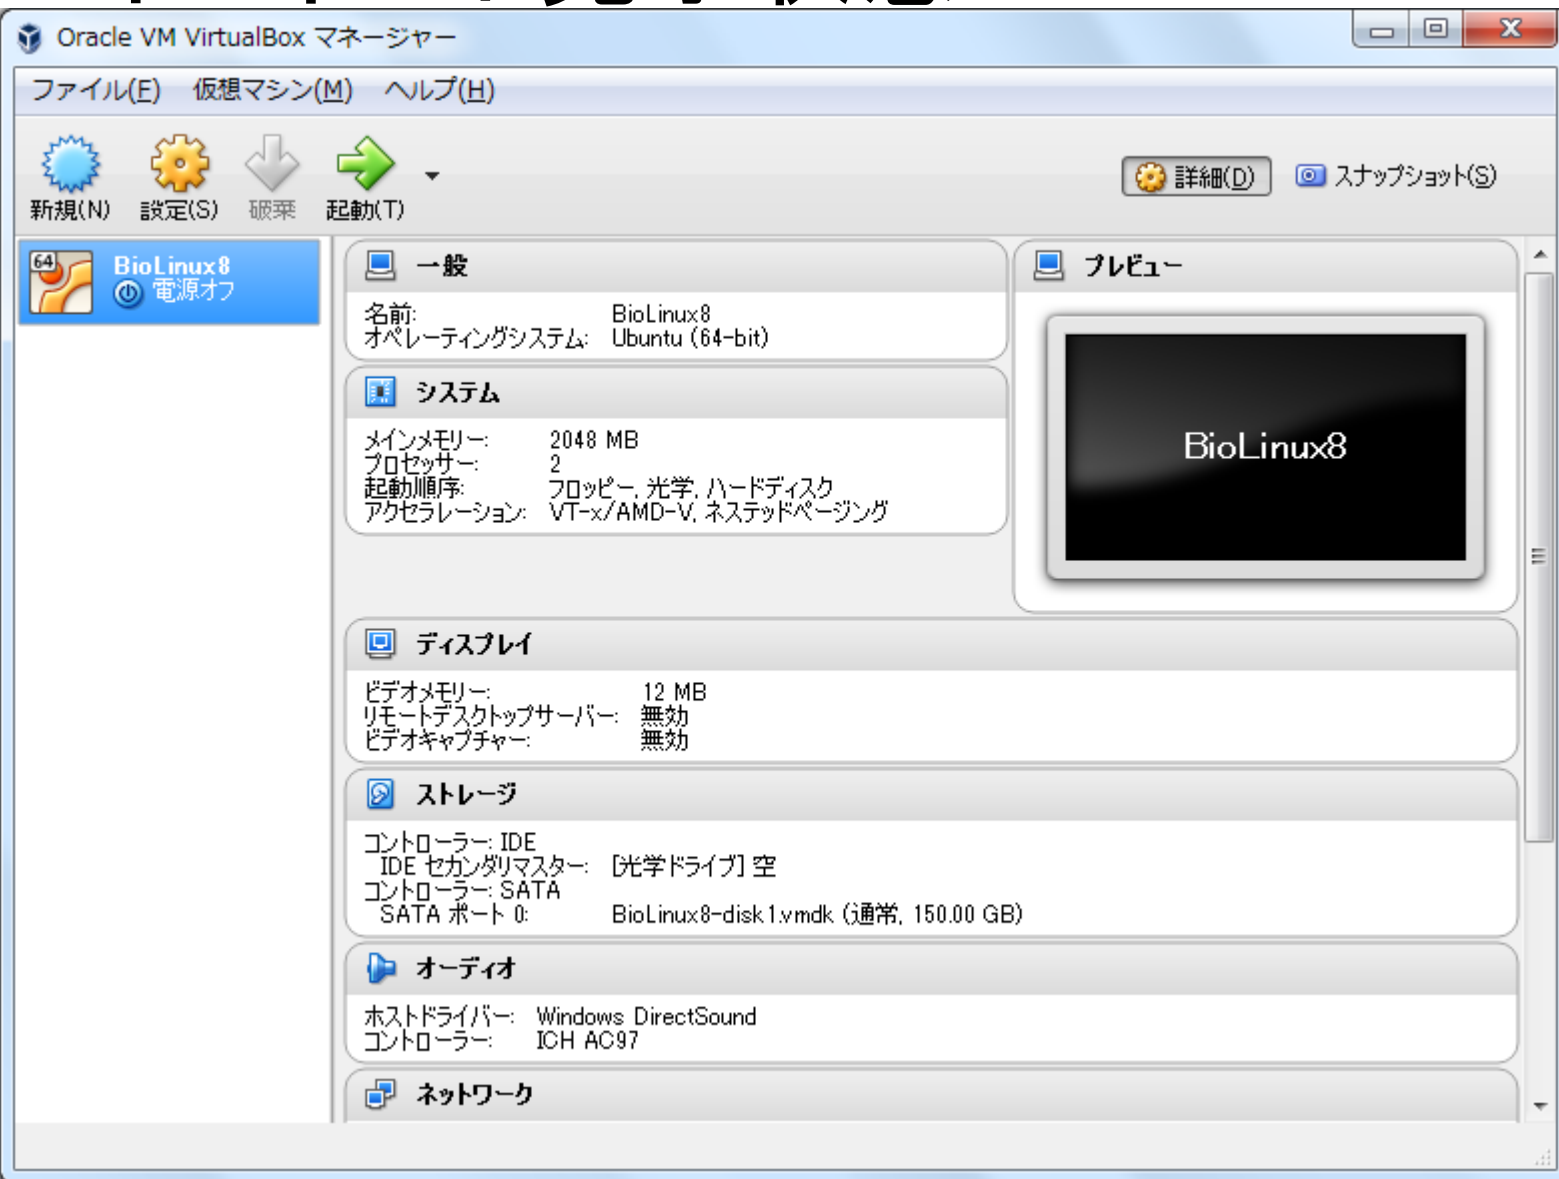 Oracle VM VirtualBox マネージャー
ファイル(F) 仮想マシン(M) ヘルプ(H)
新規(N) 設定(S) 破棄 起動(T) 詳細(D) スナップショット(S)
64 BioLinux8
電源オフ
一般
名前: BioLinux8
オペレーティングシステム: Ubuntu (64-bit)
システム
メインメモリー: 2048 MB
プロセッサー: 2
起動順序: フロッピー, 光学, ハードディスク
アクセラレーション: VT-x/AMD-V, ネステッドページング
プレビュー
BioLinux8
ディスプレイ
ビデオメモリー: 12 MB
リモートデスクトップサーバー: 無効
ビデオキャプチャー: 無効
ストレージ
コントローラー: IDE
IDE セカンダリマスター: [光学ドライブ] 空
コントローラー: SATA
SATA ポート 0: BioLinux8-disk1.vmdk (通常, 150.00 GB)
オーディオ
ホストドライバー: Windows DirectSound
コントローラー: ICH AC97
ネットワーク